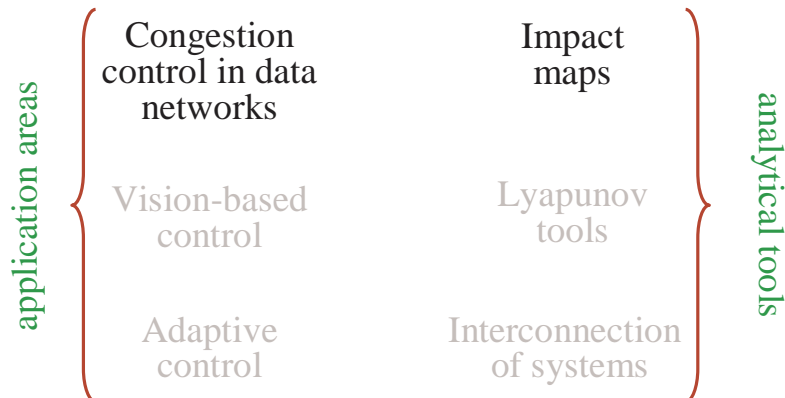 application areas
Congestion
control in data
networks
Vision-based
control
Adaptive
control
Impact
maps
Lyapunov
tools
Interconnection
of systems
analytical tools